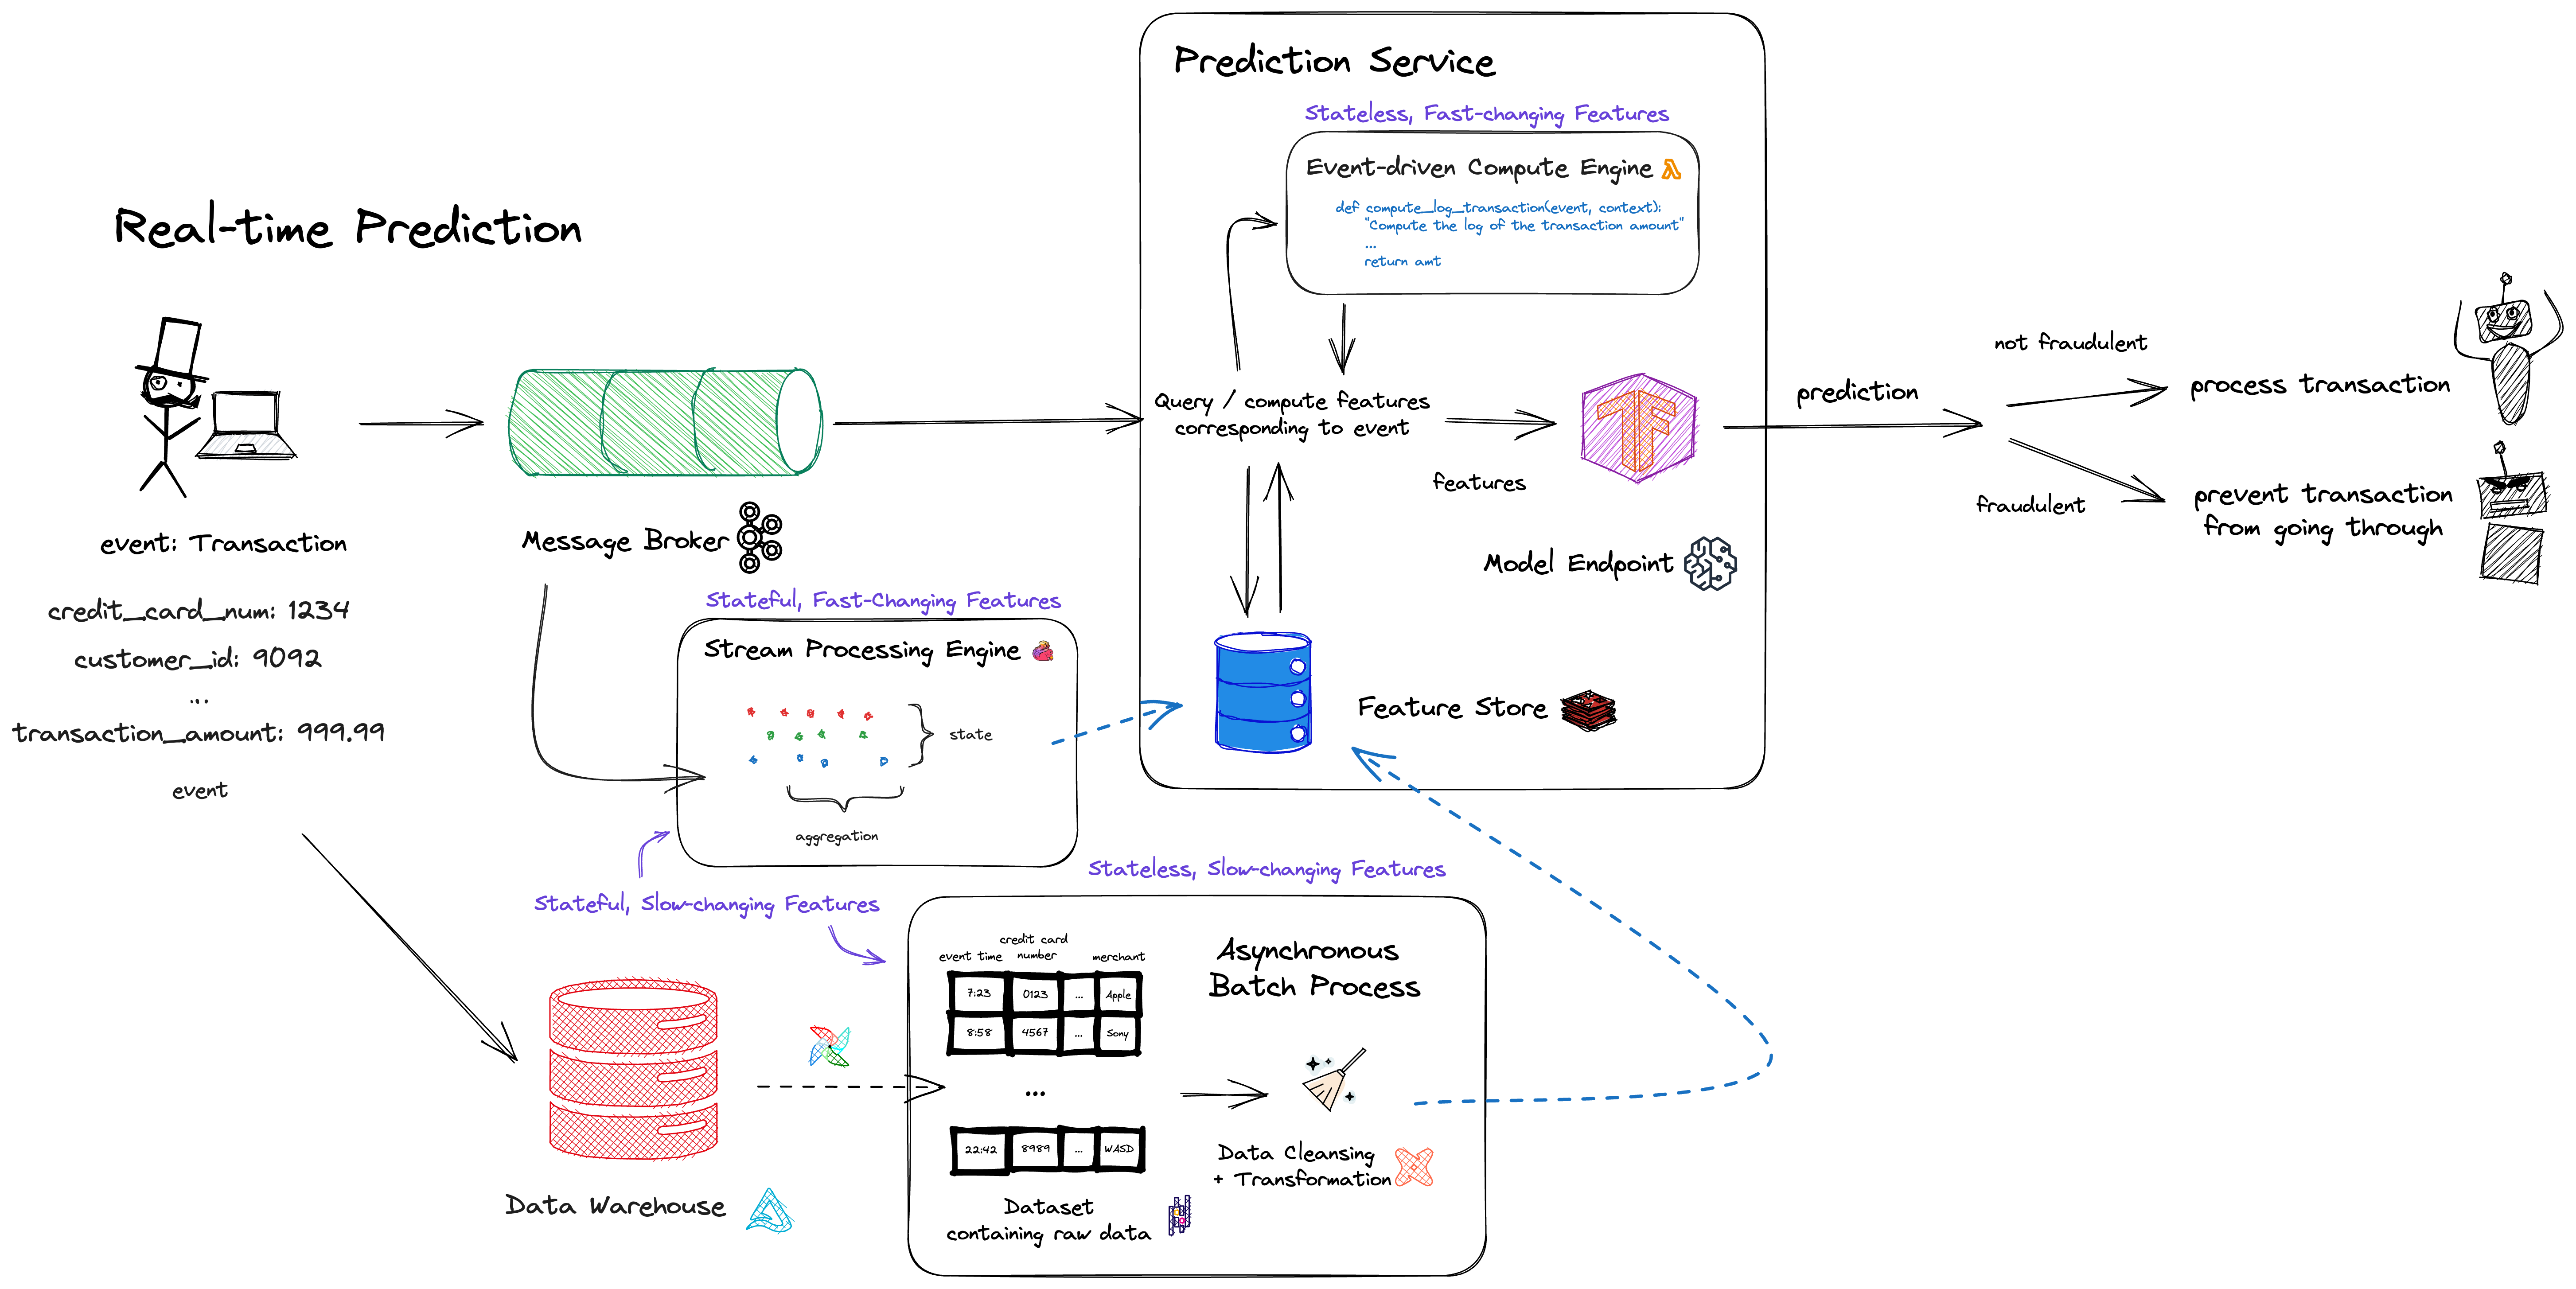 Real-time Prediction
event: Transaction
credit_card_num: 1234
customer_id: 9092
...
transaction_amount: 999.99
event
Message Broker
Stateful, Fast-Changing Features
Stream Processing Engine
state
aggregation
Stateful, Slow-changing Features
Data Warehouse
Prediction Service
Stateless, Fast-changing Features
Event-driven Compute Engine
def compute_log_transaction(event, context):
"Compute the log of the transaction amount"
...
return amt
Query / compute features
corresponding to event
features
Model Endpoint
Feature Store
Stateless, Slow-changing Features
event time
credit card
number
merchant
7:23 0123 ... Apple
8:58 4567 ... Sony
...
22:42 8989 ... WASD
Dataset
containing raw data
Asynchronous
Batch Process
Data Cleansing
+ Transformation
prediction
not fraudulent
process transaction
fraudulent
prevent transaction
from going through